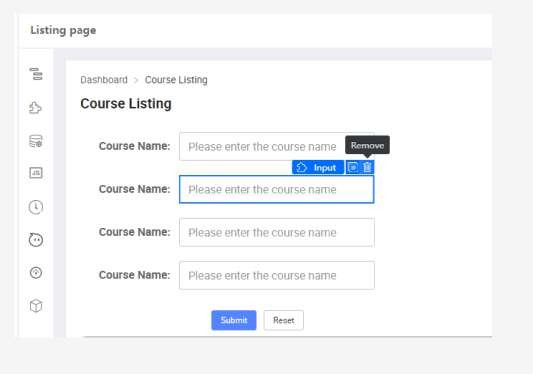 Listing page
Dashboard > Course Listing
Course Listing
Course Name: Please enter the course name
Remove
Input
Course Name: Please enter the course name
Course Name: Please enter the course name
Course Name: Please enter the course name
Submit Reset
JS